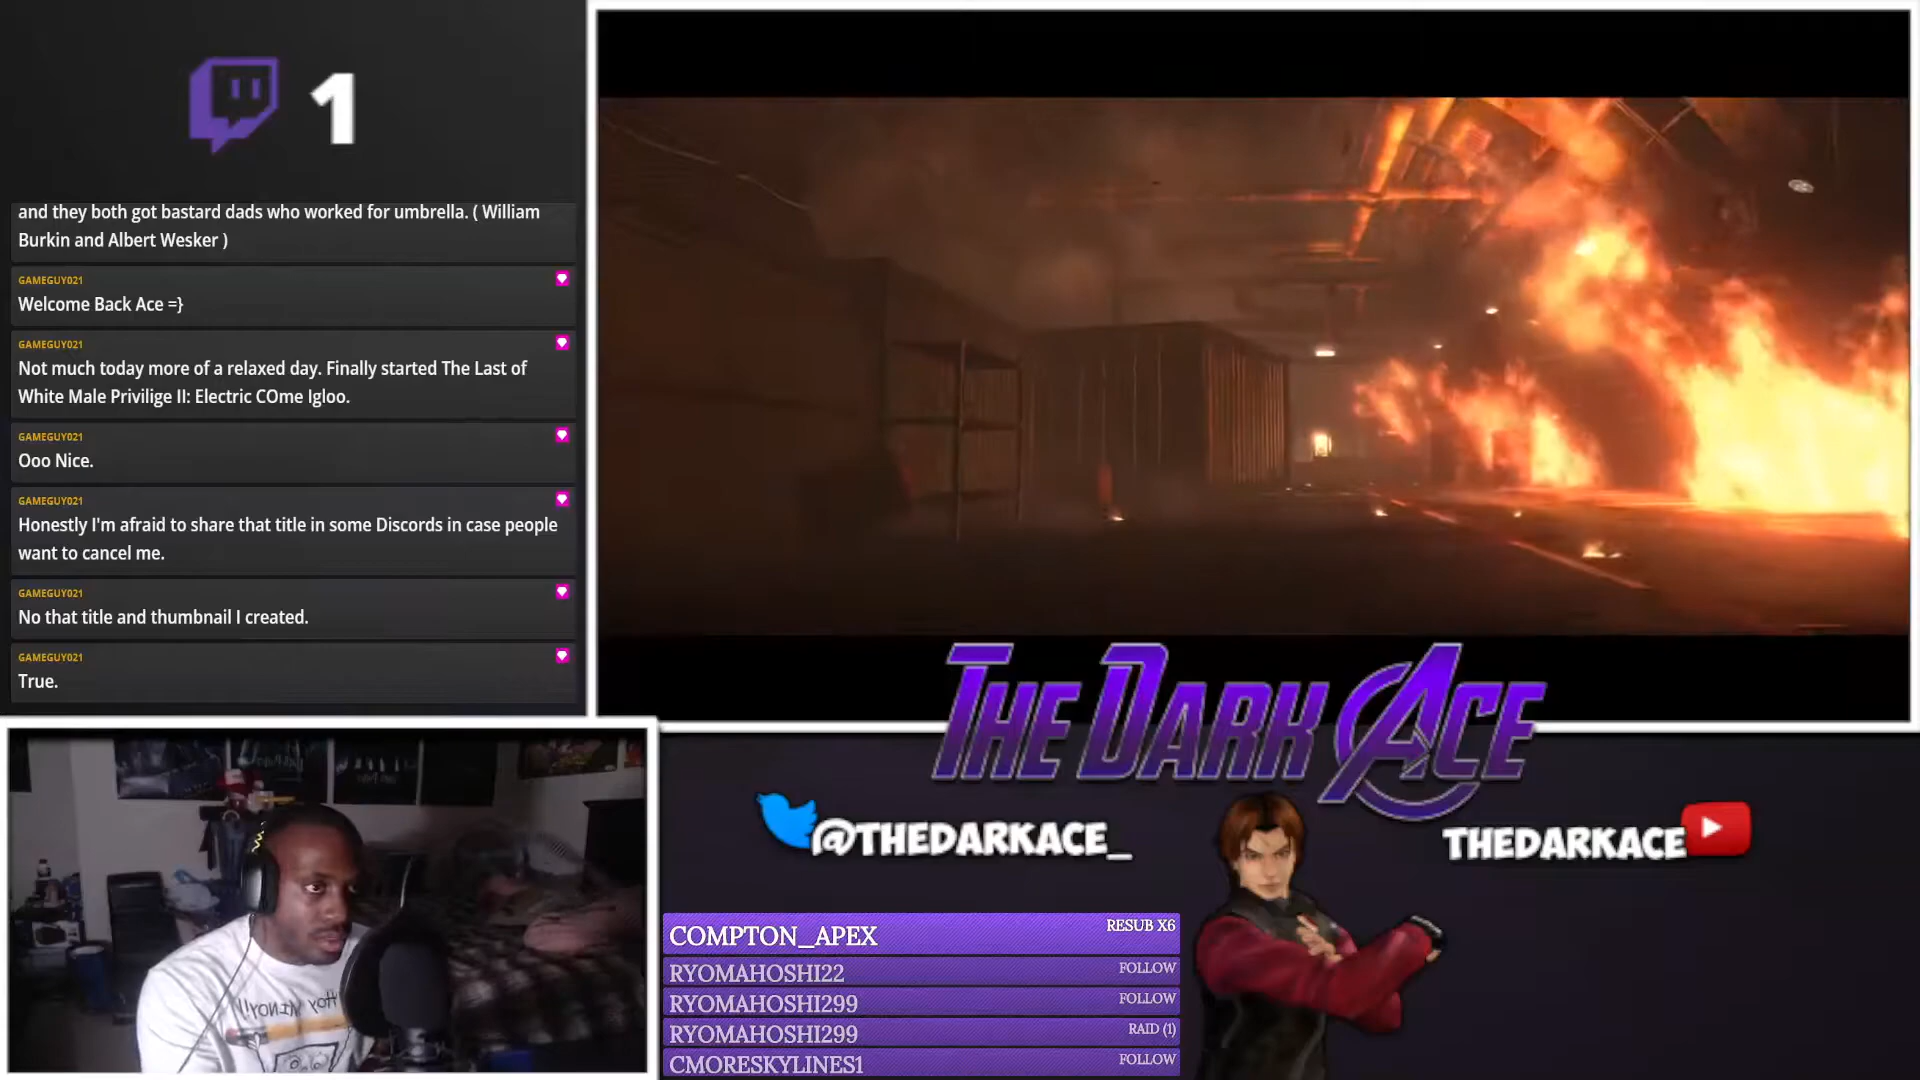 1
and they both got bastard dads who worked for umbrella. ( William
Burkin and Albert Wesker )
GAMEGUY021
Welcome Back Ace =}
GAMEGUY021
Not much today more of a relaxed day. Finally started The Last of
White Male Privilige II: Electric COme Igloo.
GAMEGUY021
Ooo Nice.
GAMEGUY021
Honestly I'm afraid to share that title in some Discords in case people
want to cancel me.
GAMEGUY021
No that title and thumbnail I created.
GAMEGUY021
True.
THE DARK ACE
@THEDARKACE_
THEDARKACE
COMPTON_APEX RESUB X6
RYOMAHOSHI22 FOLLOW
RYOMAHOSHI299 FOLLOW
RYOMAHOSHI299 RAID (1)
CMORESKYLINES1 FOLLOW